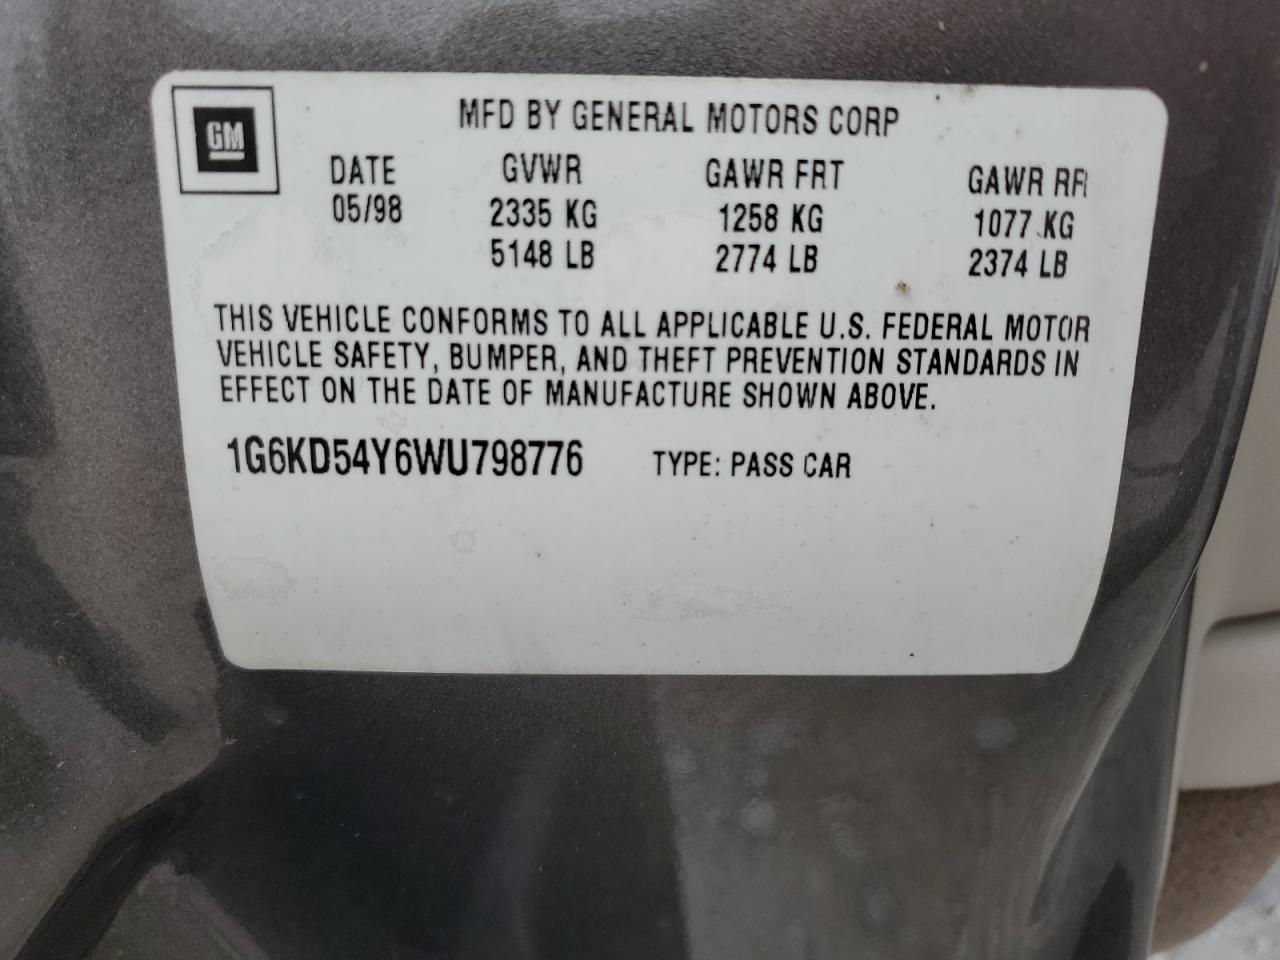 GM
MFD BY GENERAL MOTORS CORP
DATE GVWR GAWR FRT GAWR RR
05/98 2335 KG 1258 KG 1077 KG
5148 LB 2774 LB 2374 LB
THIS VEHICLE CONFORMS TO ALL APPLICABLE U.S. FEDERAL MOTOR
VEHICLE SAFETY, BUMPER, AND THEFT PREVENTION STANDARDS IN
EFFECT ON THE DATE OF MANUFACTURE SHOWN ABOVE.
1G6KD54Y6WU798776 TYPE: PASS CAR